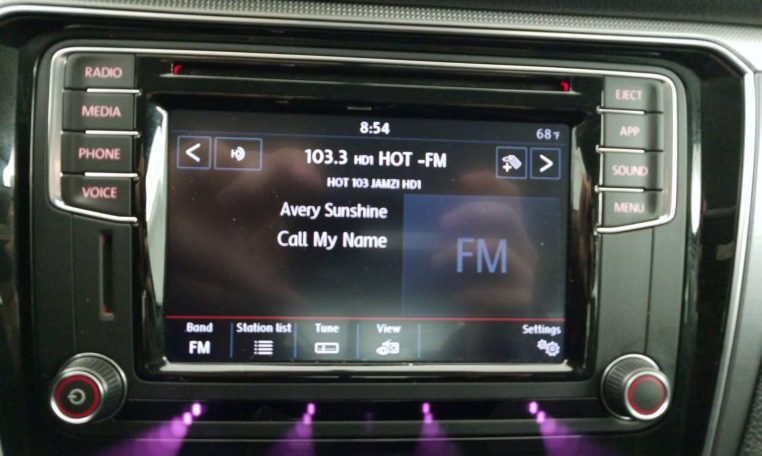 RADIO
MEDIA
PHONE
VOICE
EJECT
APP
SOUND
MENU
8:54
68°F
103.3 HD1 HOT -FM
HOT 103 JAMZ! HD1
Avery Sunshine
Call My Name
FM
Band
FM
Station list
Tune
View
Settings